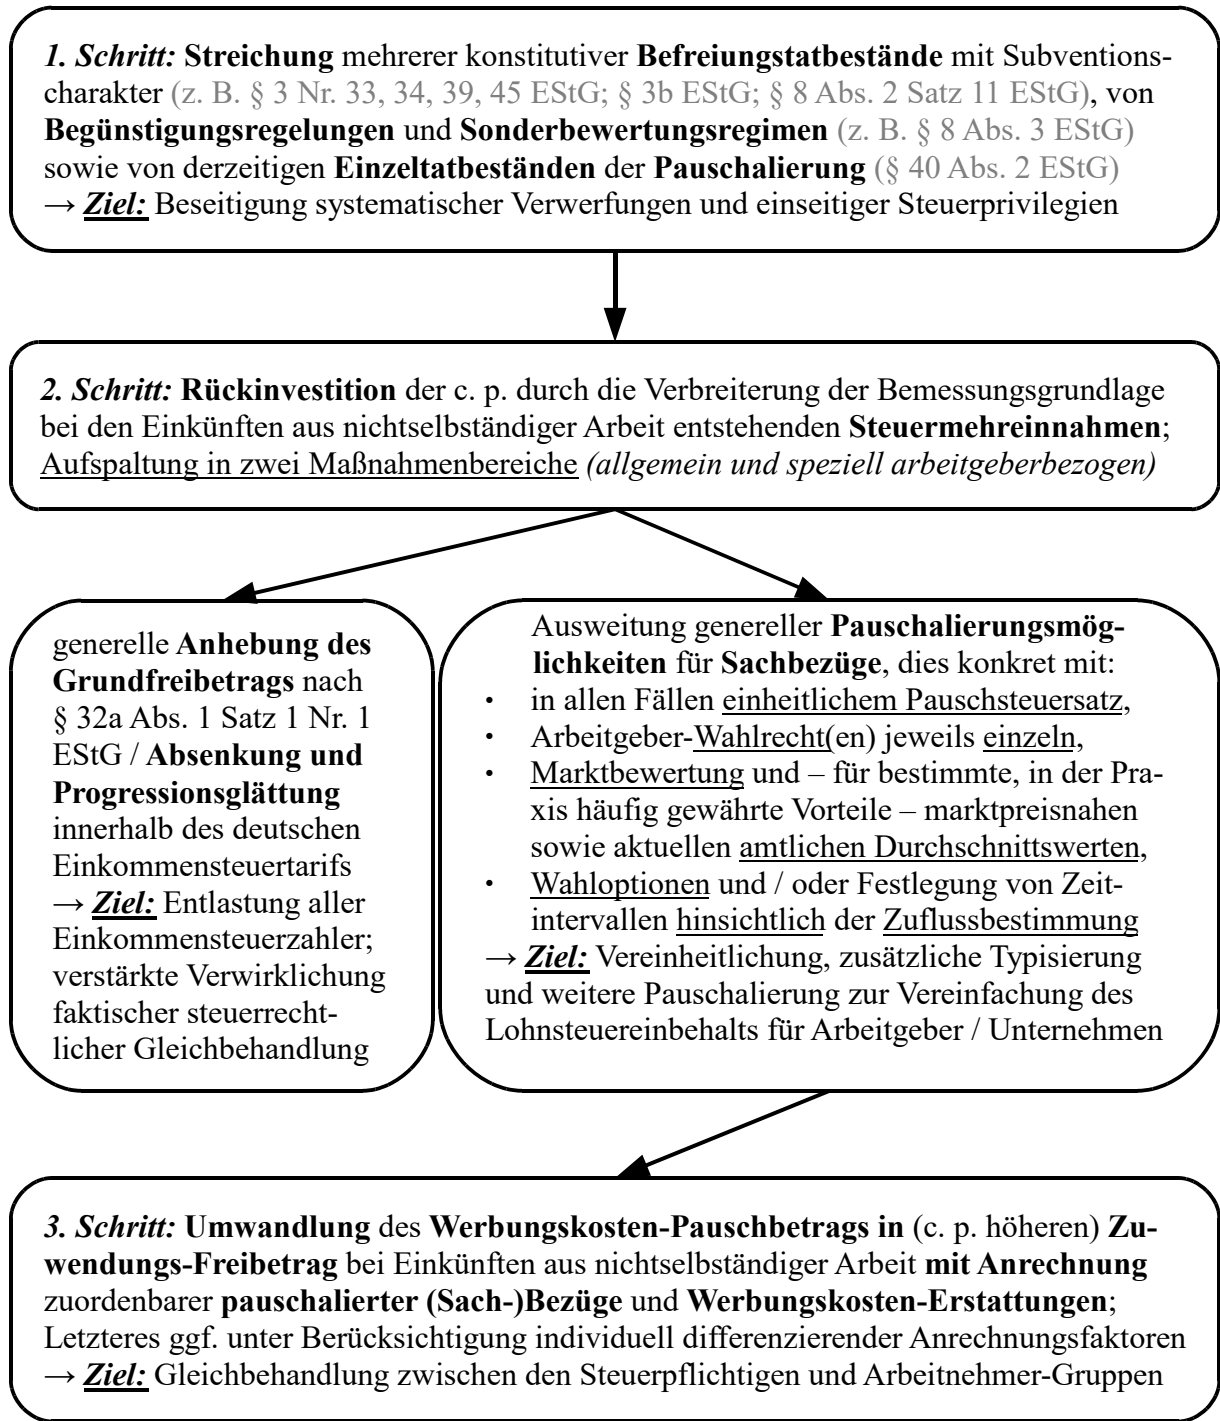 1. Schritt: Streichung mehrerer konstitutiver Befreiungstatbestände mit Subventions-
charakter (z. B. § 3 Nr. 33, 34, 39, 45 EStG; § 3b EStG; § 8 Abs. 2 Satz 11 EStG), von
Begünstigungsregelungen und Sonderbewertungsregimen (z. B. § 8 Abs. 3 EStG)
sowie von derzeitigen Einzeltatbeständen der Pauschalierung (§ 40 Abs. 2 EStG)
→ Ziel: Beseitigung systematischer Verwerfungen und einseitiger Steuerprivilegien
2. Schritt: Rückinvestition der c. p. durch die Verbreiterung der Bemessungsgrundlage
bei den Einkünften aus nichtselbständiger Arbeit entstehenden Steuermehreinnahmen;
Aufspaltung in zwei Maßnahmenbereiche (allgemein und speziell arbeitgeberbezogen)
generelle Anhebung des
Grundfreibetrags nach
§ 32a Abs. 1 Satz 1 Nr. 1
EStG / Absenkung und
Progressionsglättung
innerhalb des deutschen
Einkommensteuertarifs
→ Ziel: Entlastung aller
Einkommensteuerzahler;
verstärkte Verwirklichung
faktischer steuerrecht-
licher Gleichbehandlung
Ausweitung genereller Pauschalierungsmög-
lichkeiten für Sachbezüge, dies konkret mit:
• in allen Fällen einheitlichem Pauschsteuersatz,
• Arbeitgeber-Wahlrecht(en) jeweils einzeln,
• Marktbewertung und – für bestimmte, in der Pra-
xis häufig gewährte Vorteile – marktpreisnahen
sowie aktuellen amtlichen Durchschnittswerten,
• Wahloptionen und / oder Festlegung von Zeit-
intervallen hinsichtlich der Zuflussbestimmung
→ Ziel: Vereinheitlichung, zusätzliche Typisierung
und weitere Pauschalierung zur Vereinfachung des
Lohnsteuereinbehalts für Arbeitgeber / Unternehmen
3. Schritt: Umwandlung des Werbungskosten-Pauschbetrags in (c. p. höheren) Zu-
wendungs-Freibetrag bei Einkünften aus nichtselbständiger Arbeit mit Anrechnung
zuordenbarer pauschalierter (Sach-)Bezüge und Werbungskosten-Erstattungen;
Letzteres ggf. unter Berücksichtigung individuell differenzierender Anrechnungsfaktoren
→ Ziel: Gleichbehandlung zwischen den Steuerpflichtigen und Arbeitnehmer-Gruppen